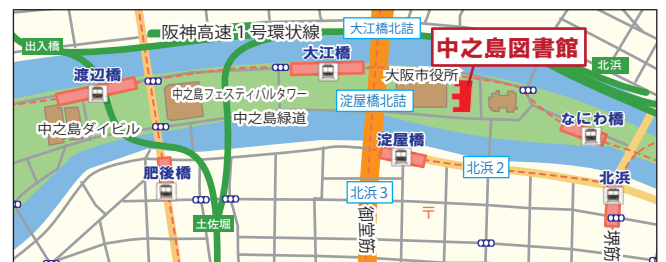 阪神高速1号環状線
大江橋北詰
出入橋
大江橋
中之島図書館
北浜
渡辺橋
大阪市役所
中之島フェスティバルタワー
淀屋橋北詰
中之島緑道
なにわ橋
中之島ダイビル
淀屋橋
肥後橋
北浜2
北浜
北浜3
〒
土佐堀
御堂筋
堺筋